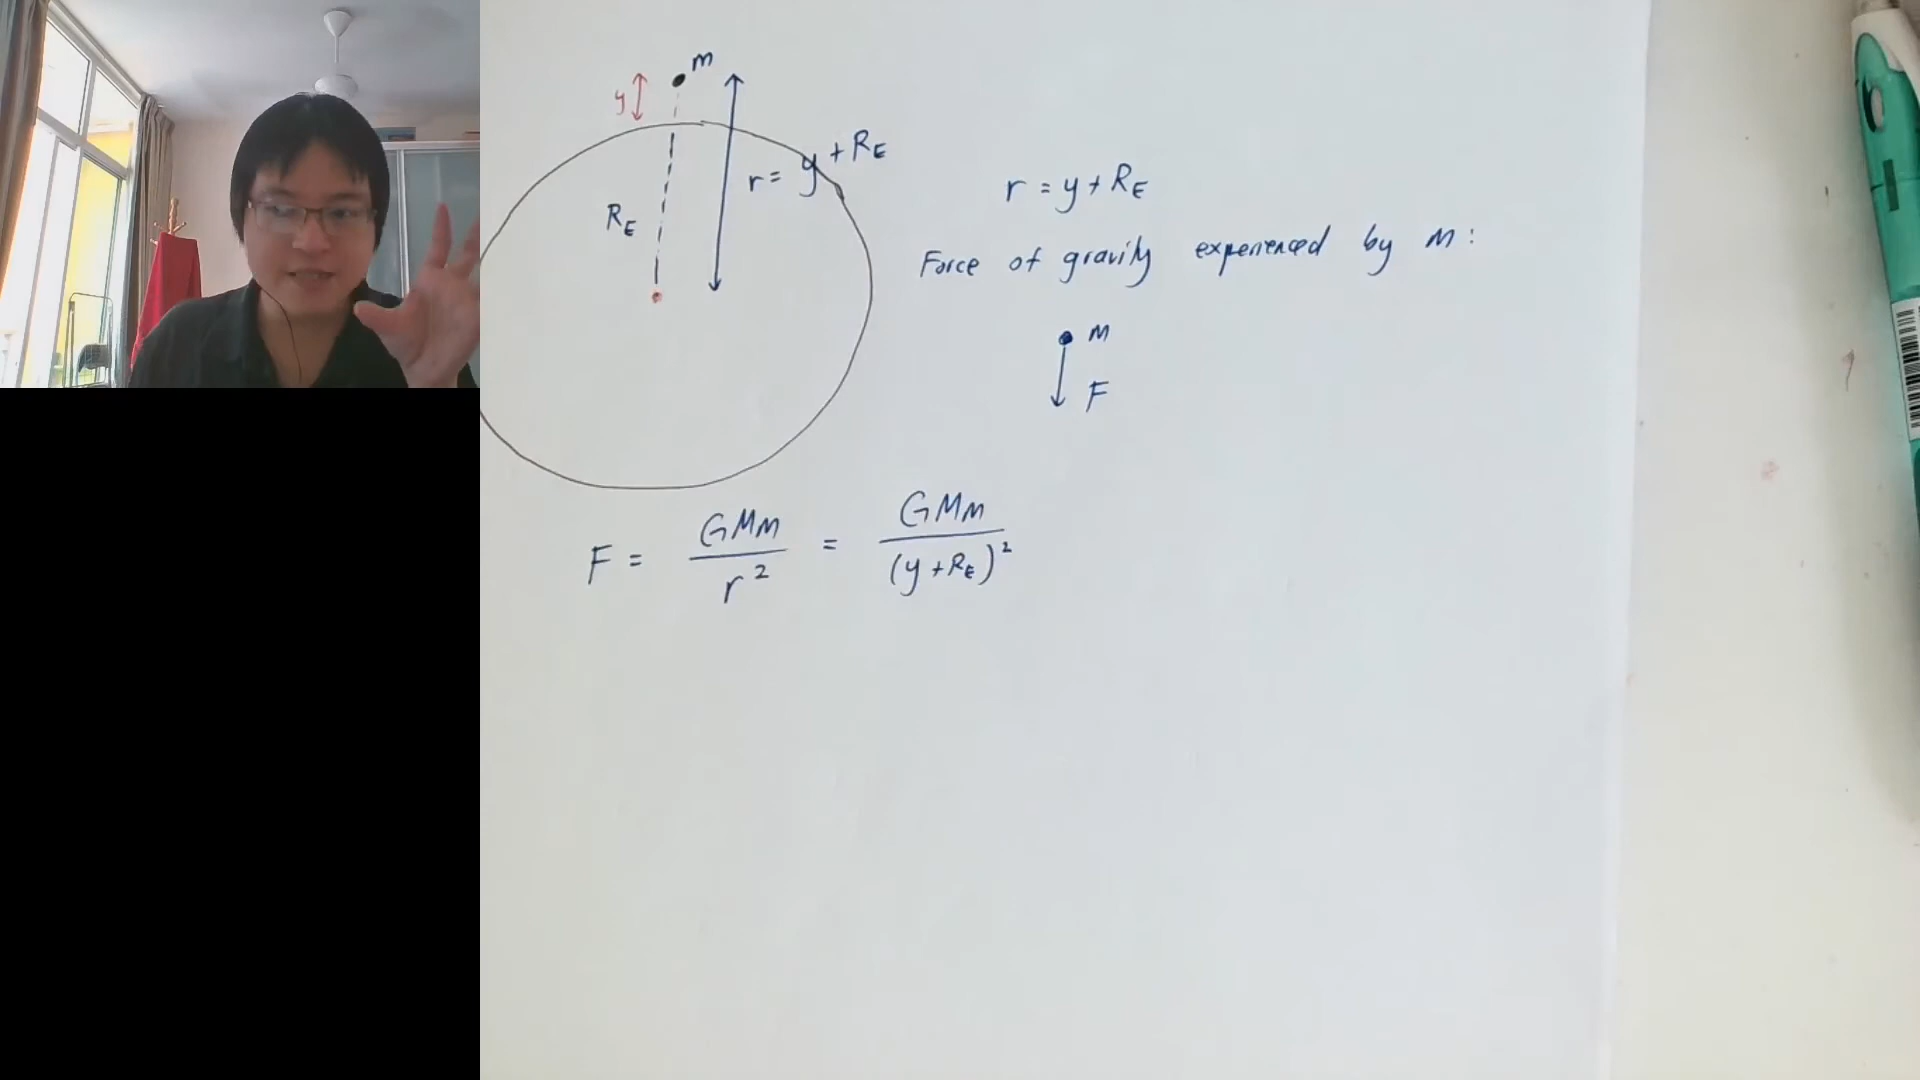 m
y
r = y + R_E
R_E
r = y + R_E
Force of gravity experienced by m:
m
F
F = GMm / r² = GMm / (y + R_E)²